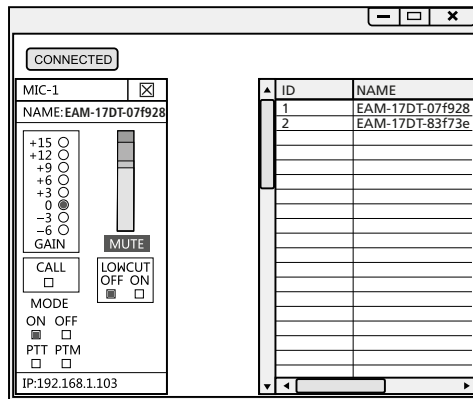 CONNECTED
MIC-1
NAME:EAM-17DT-07f928
+15
+12
+9
+6
+3
0
−3
−6
GAIN
MUTE
CALL
LOWCUT
OFF ON
MODE
ON OFF
PTT PTM
IP:192.168.1.103
ID NAME
1 EAM-17DT-07f928
2 EAM-17DT-83f73e